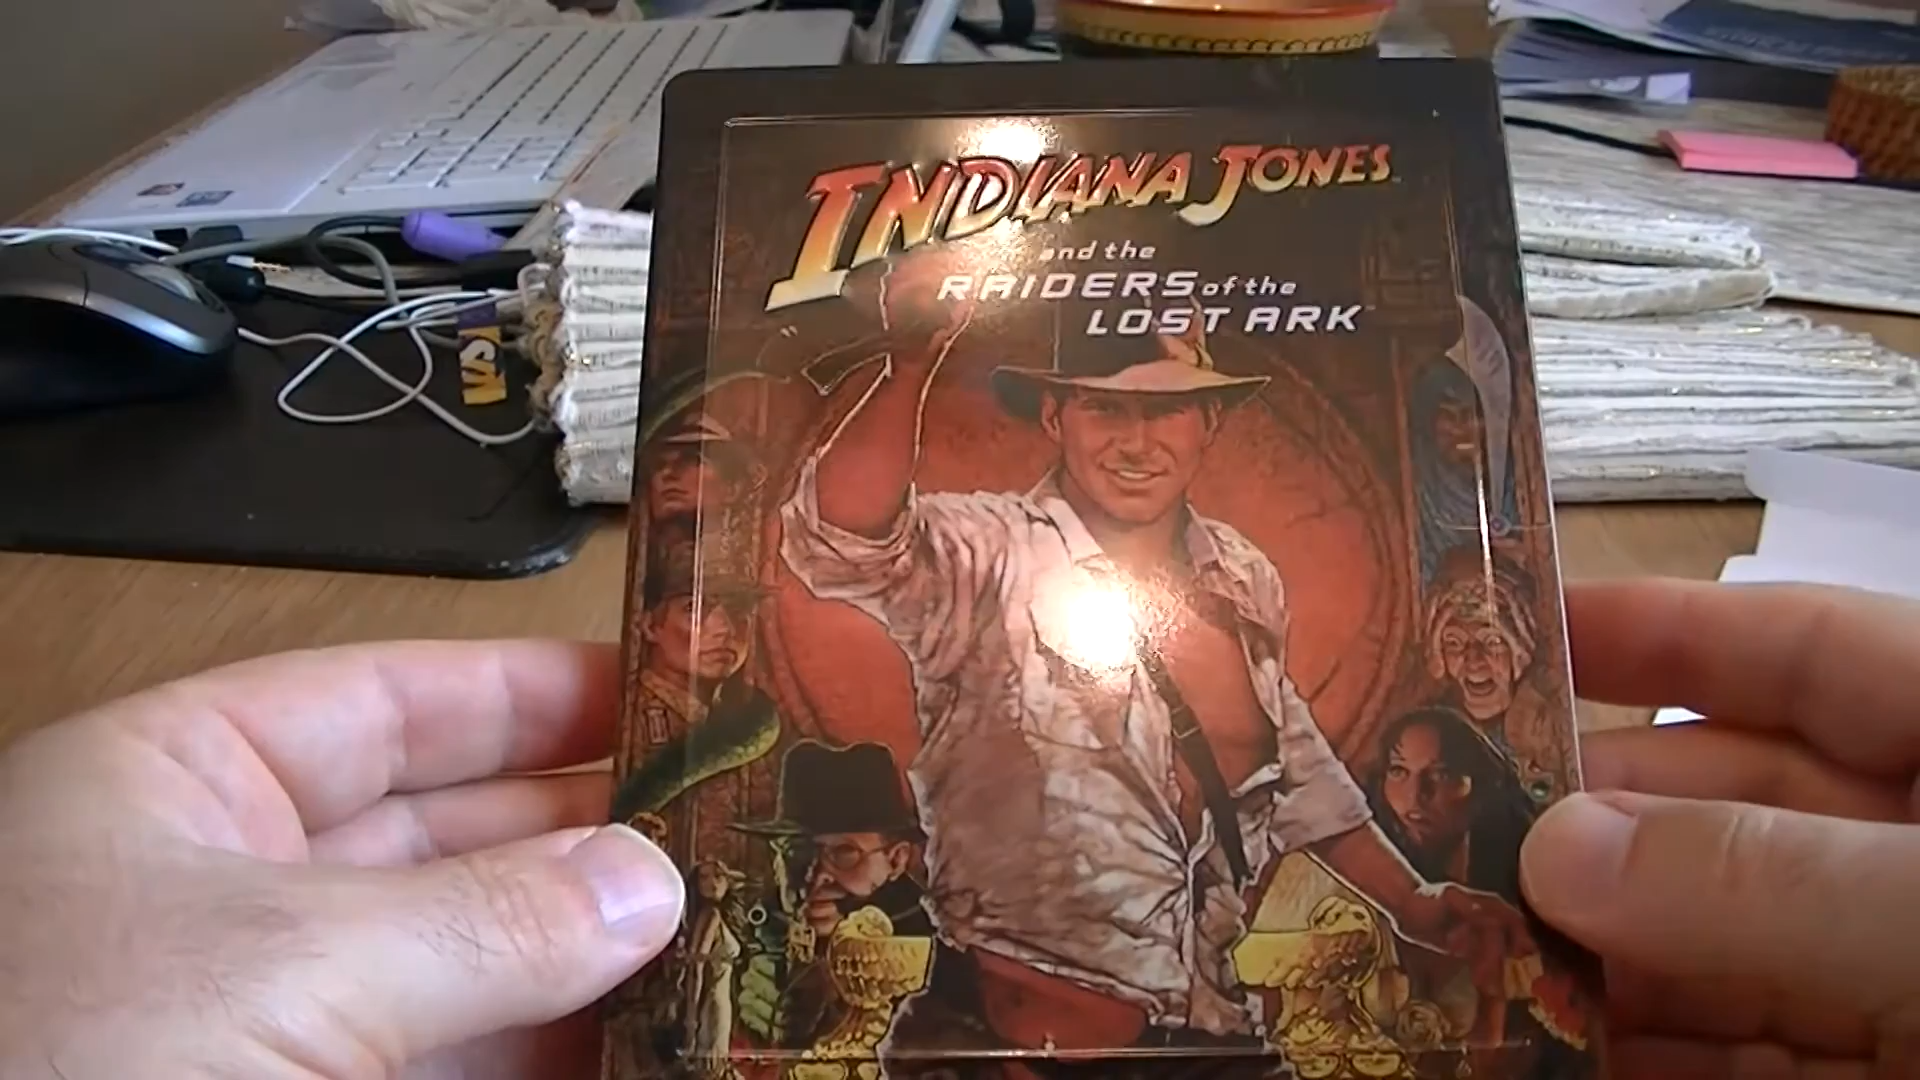 INDIANA JONES
and the
RAIDERS of the
LOST ARK